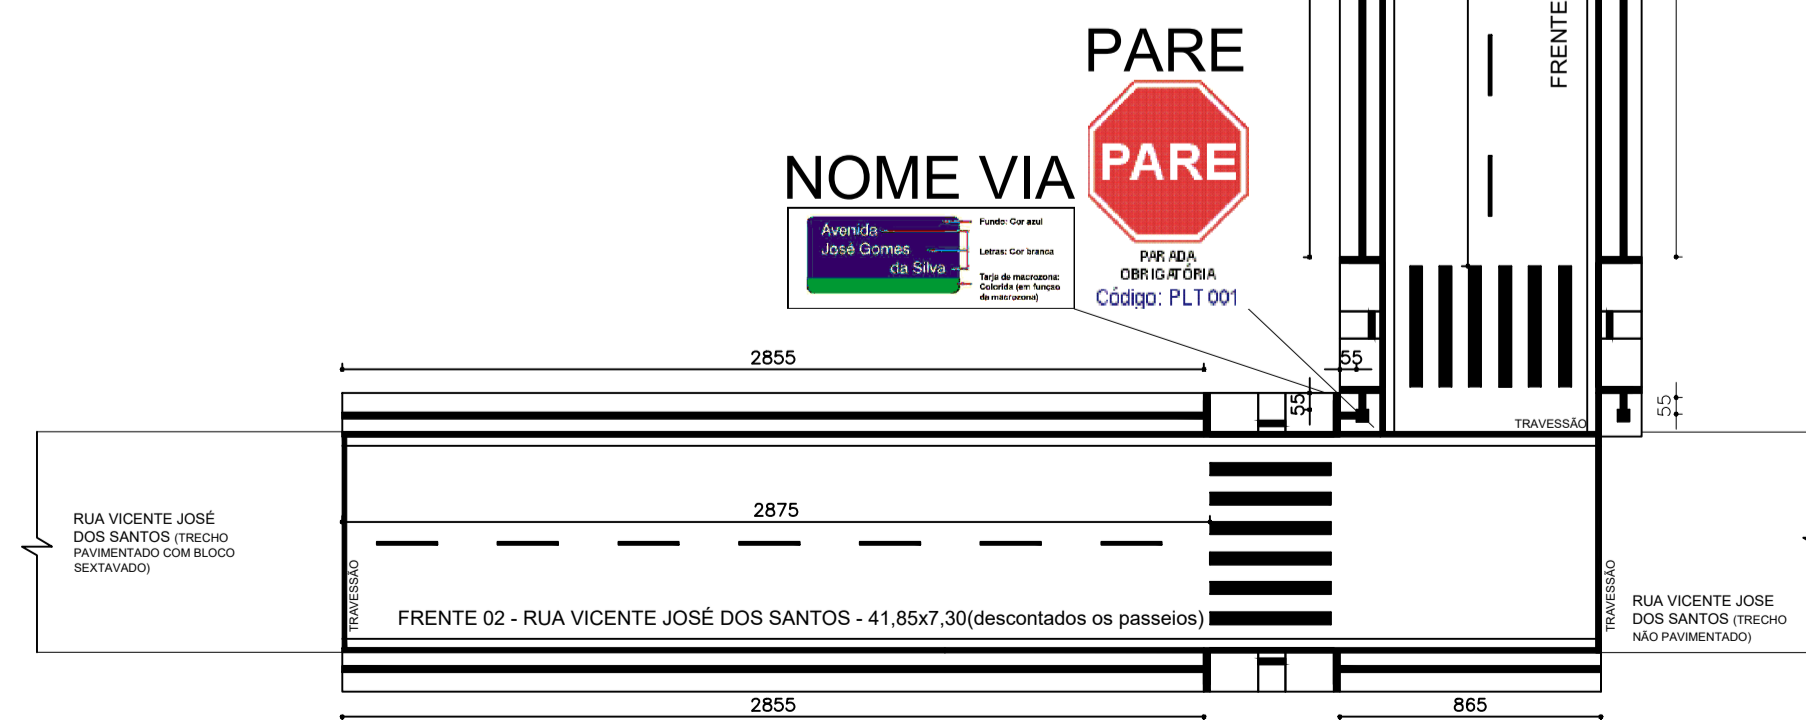 FRENTE
PARE
PARE
NOME VIA
Avenida
José Gomes
da Silva
Fundo: Cor azul
Letras: Cor branca
Tarja de macrozona:
Colorida (em função
da macrozona)
PARADA
OBRIGATÓRIA
Código: PLT 001
2855
55
55
55
TRAVESSÃO
RUA VICENTE JOSÉ
DOS SANTOS (TRECHO
PAVIMENTADO COM BLOCO
SEXTAVADO)
2875
TRAVESSÃO
FRENTE 02 - RUA VICENTE JOSÉ DOS SANTOS - 41,85x7,30(descontados os passeios)
TRAVESSÃO
RUA VICENTE JOSE
DOS SANTOS (TRECHO
NÃO PAVIMENTADO)
2855
865